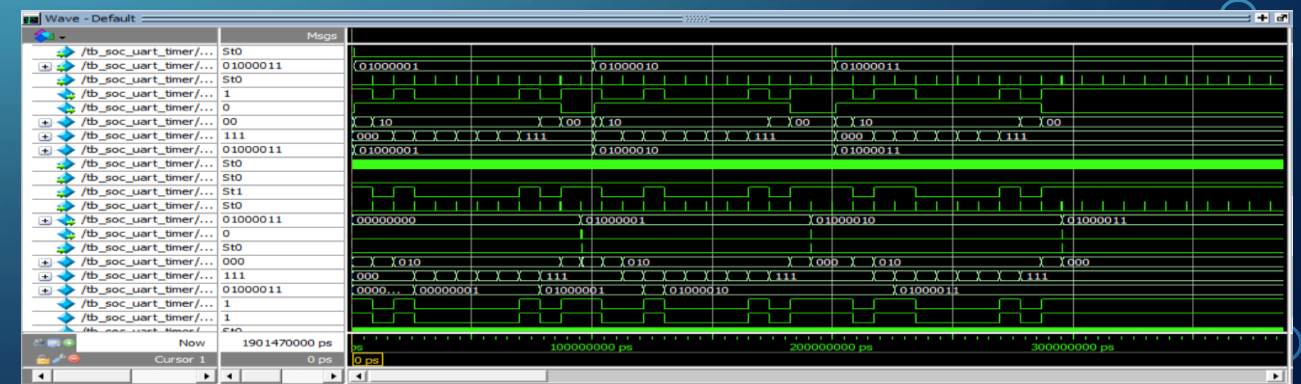 Wave - Default
Msgs
/tb_soc_uart_timer/... St0
/tb_soc_uart_timer/... 01000011 01000001 01000010 01000011
/tb_soc_uart_timer/... St0
/tb_soc_uart_timer/... 1
/tb_soc_uart_timer/... 0
/tb_soc_uart_timer/... 00 10 00 10 00 10 00
/tb_soc_uart_timer/... 111 000 111 111 000 111
/tb_soc_uart_timer/... 01000011 01000001 01000010 01000011
/tb_soc_uart_timer/... St0
/tb_soc_uart_timer/... St0
/tb_soc_uart_timer/... St1
/tb_soc_uart_timer/... St0
/tb_soc_uart_timer/... 01000011 00000000 01000001 01000010 01000011
/tb_soc_uart_timer/... 0
/tb_soc_uart_timer/... St0
/tb_soc_uart_timer/... 000 010 010 000 010 000
/tb_soc_uart_timer/... 111 000 111 111 111
/tb_soc_uart_timer/... 01000011 0000... 00000001 01000001 01000010 01000011
/tb_soc_uart_timer/... 1
/tb_soc_uart_timer/... 1
Now 1901470000 ps ps 100000000 ps 200000000 ps 300000000 ps
Cursor 1 0 ps 0 ps